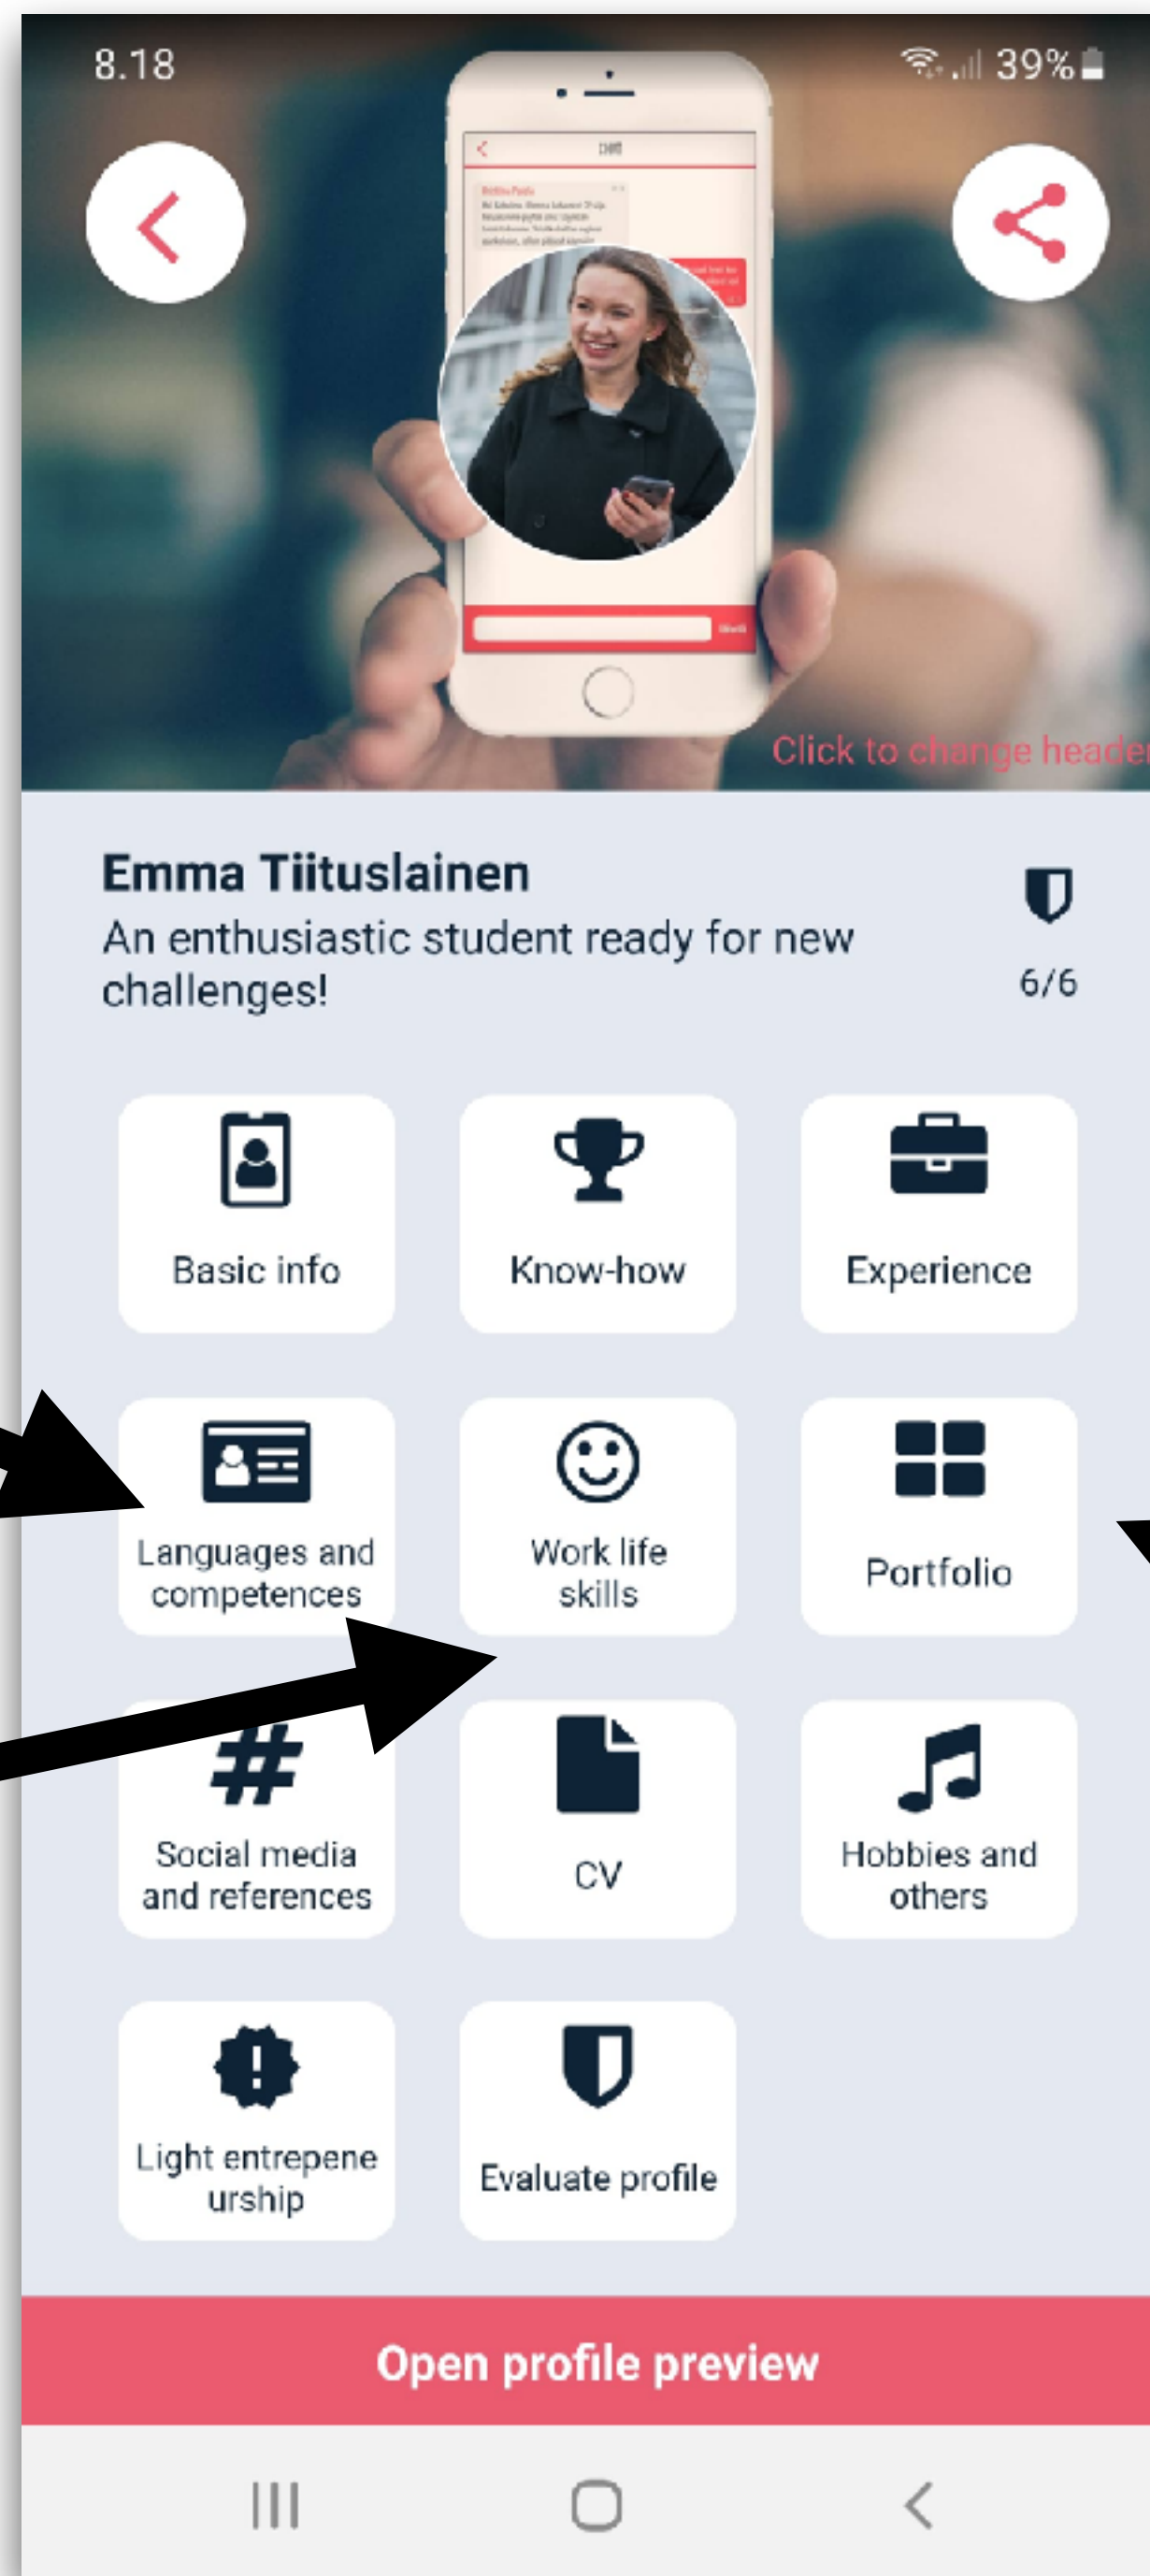 8.18
39%
Click to change header
Emma Tiituslainen
An enthusiastic student ready for new
challenges!
6/6
Basic info
Know-how
Experience
Languages and
competences
Work life
skills
Portfolio
Social media
and references
CV
Hobbies and
others
Light entrepene
urship
Evaluate profile
Open profile preview